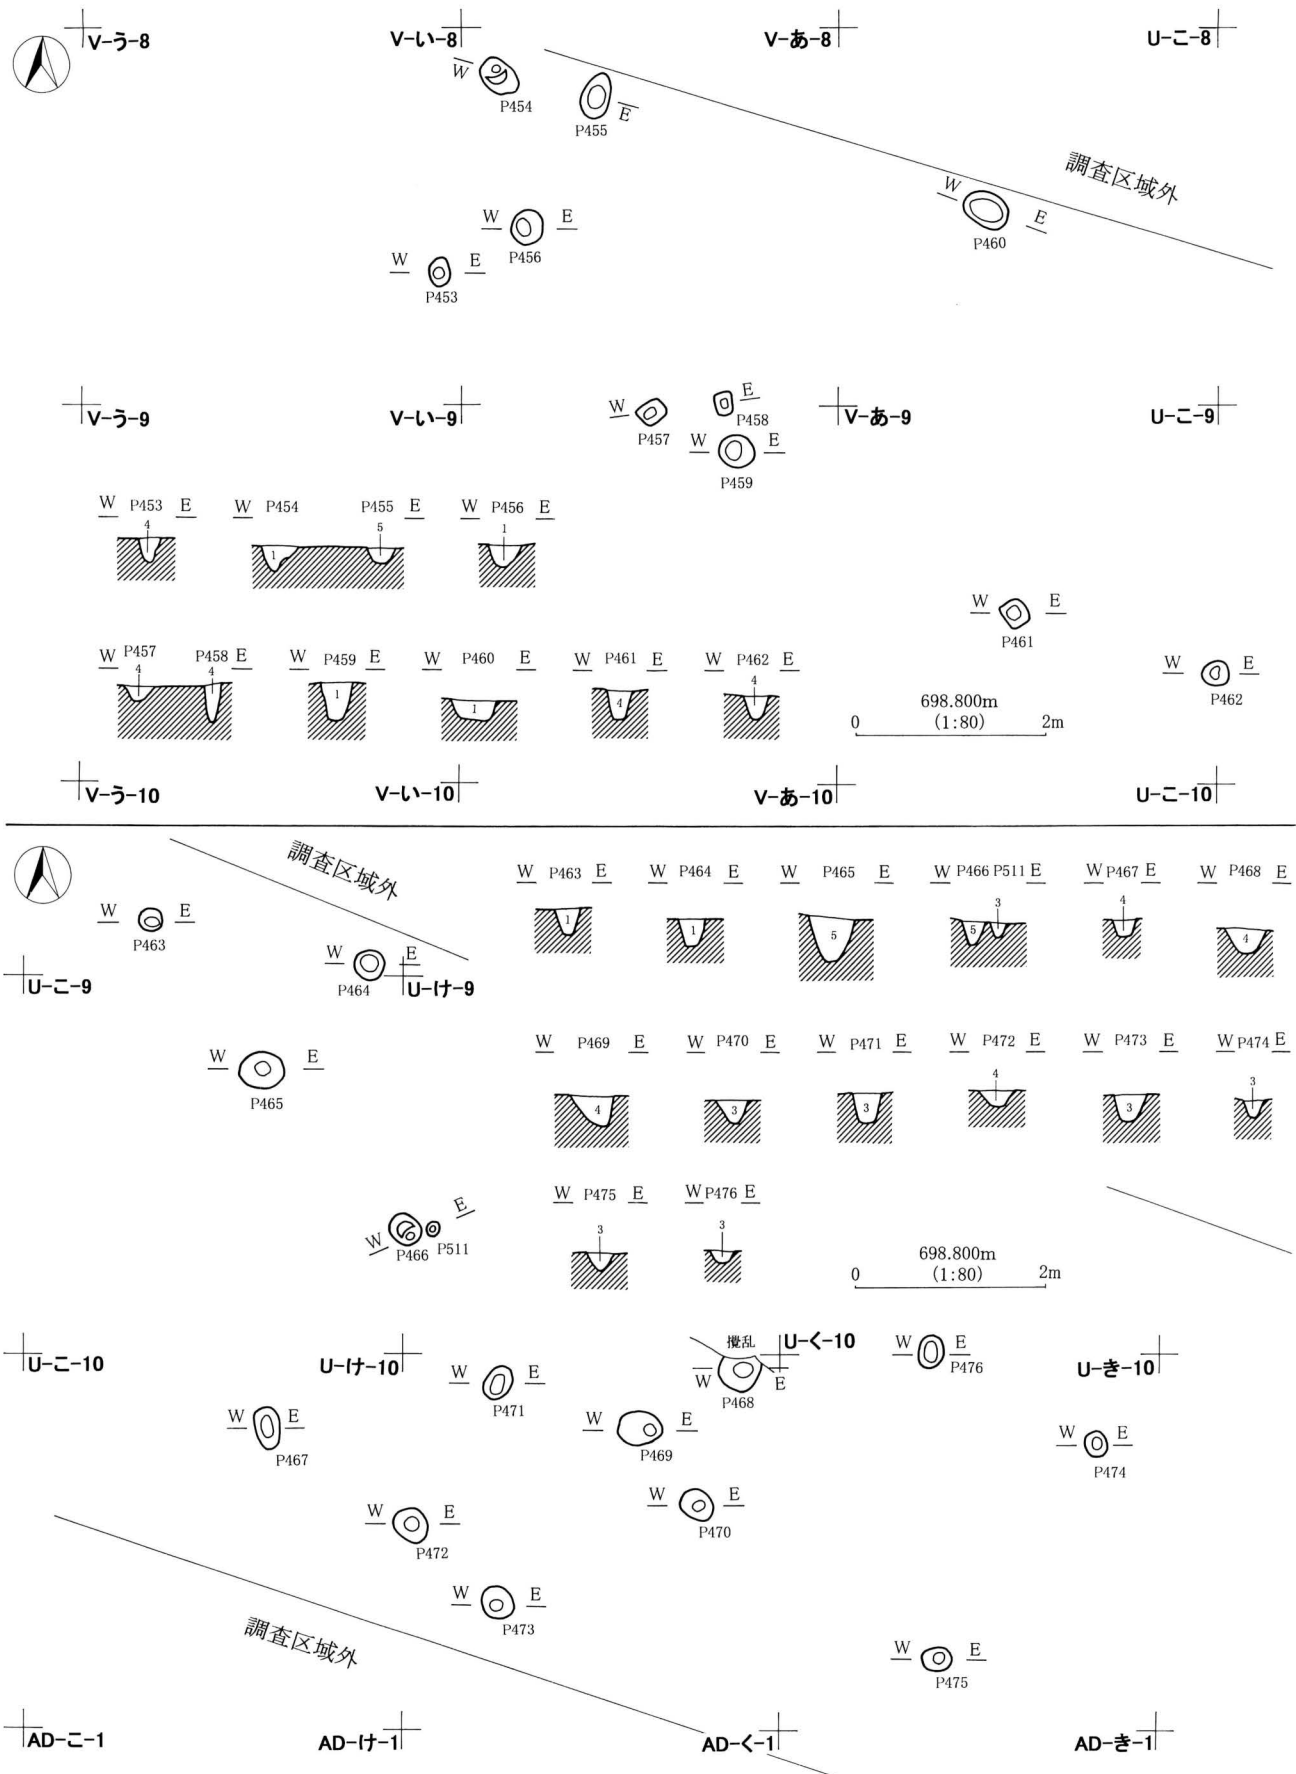 V-う-8 V-い-8 V-あ-8 U-こ-8
W P454
P455 E
調査区域外
W P460 E
W P456 E
W P453 E
V-う-9 V-い-9 V-あ-9 U-こ-9
W P457
P458 E
W P459 E
W P453 E W P454 P455 E W P456 E
4 1 5 1
W P461 E
W P457 P458 E W P459 E W P460 E W P461 E W P462 E
4 4 1 1 4 4
W P462 E
698.800m
0 (1:80) 2m
V-う-10 V-い-10 V-あ-10 U-こ-10
調査区域外
W P463 E
W P464 E
U-こ-9 U-け-9
W P463 E W P464 E W P465 E W P466 P511 E W P467 E W P468 E
1 1 5 5 3 4 4
W P465 E
W P469 E W P470 E W P471 E W P472 E W P473 E W P474 E
4 3 3 4 3 3
W P466 P511 E
W P475 E W P476 E
3 3
698.800m
0 (1:80) 2m
U-こ-10 U-け-10 U-く-10 U-き-10
攪乱
W P468 E
W P476 E
W P471 E
W P467 E
W P469 E
W P474 E
W P470 E
W P472 E
W P473 E
調査区域外
W P475 E
AD-こ-1 AD-け-1 AD-く-1 AD-き-1